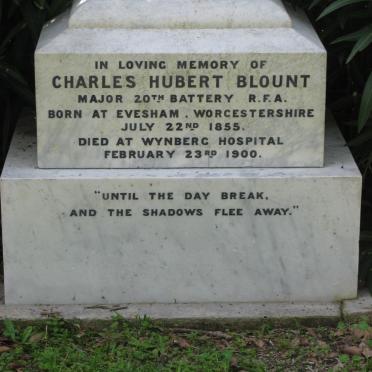 IN LOVING MEMORY OF
CHARLES HUBERT BLOUNT
MAJOR 20TH BATTERY R.F.A.
BORN AT EVESHAM. WORCESTERSHIRE
JULY 22ND 1855.
DIED AT WYNBERG HOSPITAL
FEBRUARY 23RD 1900.
"UNTIL THE DAY BREAK,
AND THE SHADOWS FLEE AWAY."